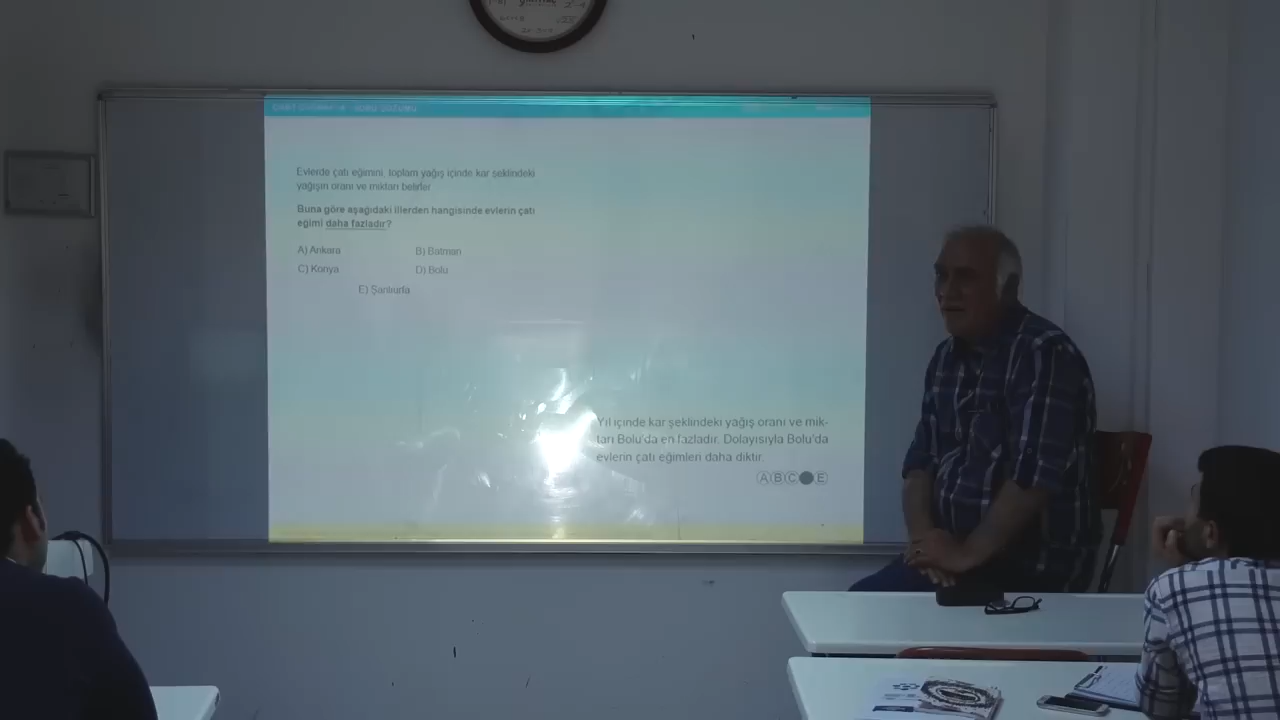 Evlerde çatı eğimini, toplam yağış içinde kar şeklindeki
yağışın oranı ve miktarı belirler
Buna göre aşağıdaki illerden hangisinde evlerin çatı
eğimi daha fazladır?
A) Ankara B) Batman
C) Konya D) Bolu
E) Şanlıurfa
Yıl içinde kar şeklindeki yağış oranı ve mik-
tarı Bolu'da en fazladır. Dolayısıyla Bolu'da
evlerin çatı eğimleri daha diktir.
A B C E